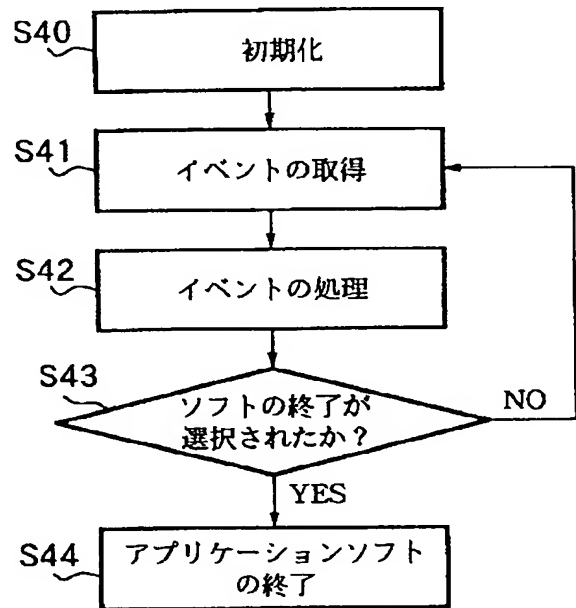 S40
初期化
S41
イベントの取得
S42
イベントの処理
S43
ソフトの終了が
選択されたか?
NO
YES
S44
アプリケーションソフト
の終了